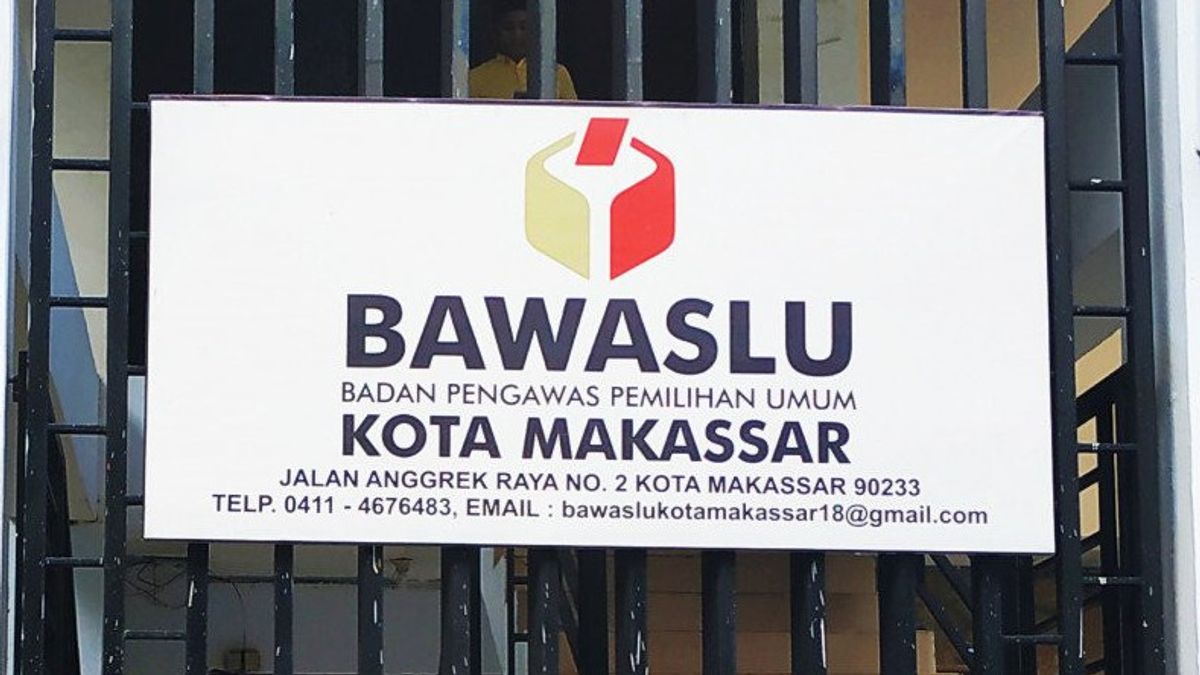 BAWASLU
BADAN PENGAWAS PEMILIHAN UMUM
KOTA MAKASSAR
JALAN ANGGREK RAYA NO. 2 KOTA MAKASSAR 90233
TELP. 0411 - 4676483, EMAIL : bawaslukotamakassar18@gmail.com